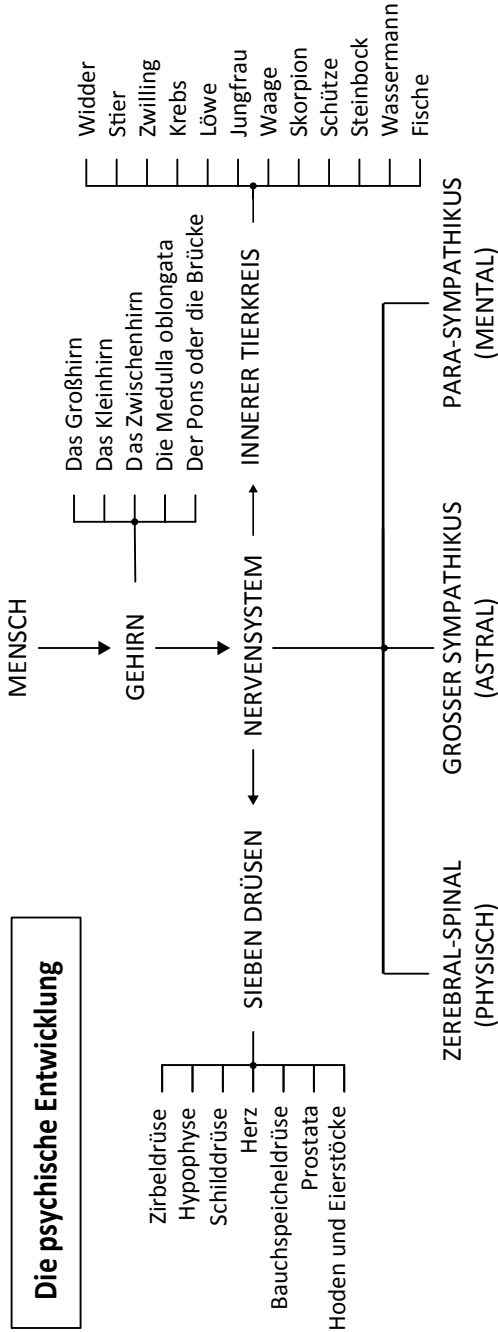 Die psychische Entwicklung
MENSCH
GEHIRN
Das Großhirn
Das Kleinhirn
Das Zwischenhirn
Die Medulla oblongata
Der Pons oder die Brücke
SIEBEN DRÜSEN
NERVENSYSTEM
INNERER TIERKREIS
Zirbeldrüse
Hypophyse
Schilddrüse
Herz
Bauchspeicheldrüse
Prostata
Hoden und Eierstöcke
Widder
Stier
Zwilling
Krebs
Löwe
Jungfrau
Waage
Skorpion
Schütze
Steinbock
Wassermann
Fische
ZEREBRAL-SPINAL
(PHYSISCH)
GROSSER SYMPATHIKUS
(ASTRAL)
PARA-SYMPATHIKUS
(MENTAL)